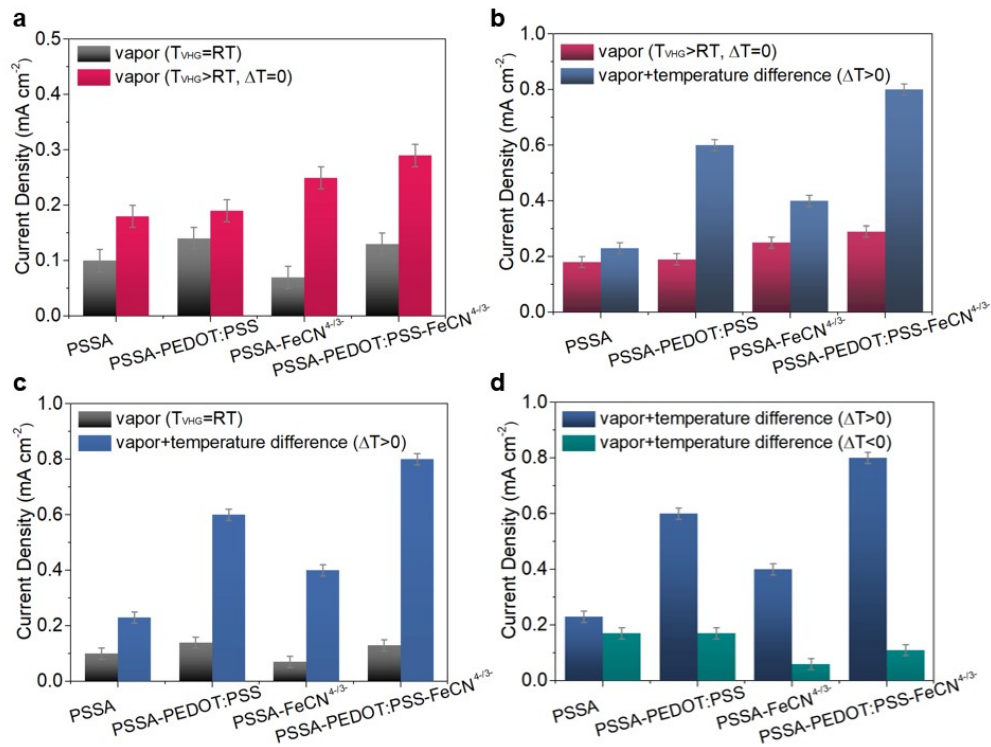 a
vapor (T_VHG=RT)
vapor (T_VHG>RT, ΔT=0)
Current Density (mA cm⁻²)
0.5
0.4
0.3
0.2
0.1
0.0
PSSA
PSSA-PEDOT:PSS
PSSA-FeCN⁴⁻/³⁻
PSSA-PEDOT:PSS-FeCN⁴⁻/³⁻
b
vapor (T_VHG>RT, ΔT=0)
vapor+temperature difference (ΔT>0)
Current Density (mA cm⁻²)
1.0
0.8
0.6
0.4
0.2
0.0
PSSA
PSSA-PEDOT:PSS
PSSA-FeCN⁴⁻/³⁻
PSSA-PEDOT:PSS-FeCN⁴⁻/³⁻
c
vapor (T_VHG=RT)
vapor+temperature difference (ΔT>0)
Current Density (mA cm⁻²)
1.0
0.8
0.6
0.4
0.2
0.0
PSSA
PSSA-PEDOT:PSS
PSSA-FeCN⁴⁻/³⁻
PSSA-PEDOT:PSS-FeCN⁴⁻/³⁻
d
vapor+temperature difference (ΔT>0)
vapor+temperature difference (ΔT<0)
Current Density (mA cm⁻²)
1.0
0.8
0.6
0.4
0.2
0.0
PSSA
PSSA-PEDOT:PSS
PSSA-FeCN⁴⁻/³⁻
PSSA-PEDOT:PSS-FeCN⁴⁻/³⁻